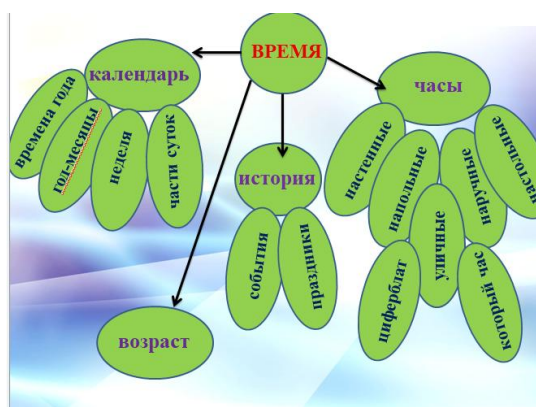 ВРЕМЯ
календарь
времена года
год-месяцы
неделя
части суток
история
события
праздники
возраст
часы
настенные
напольные
уличные
наручные
настольные
циферблат
который час